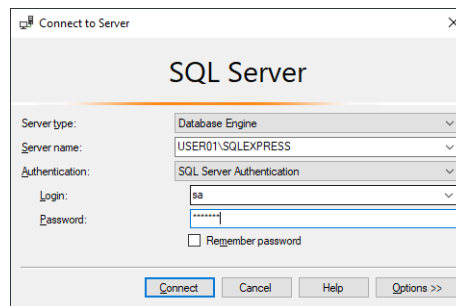 Connect to Server
SQL Server
Server type: Database Engine
Server name: USER01\SQLEXPRESS
Authentication: SQL Server Authentication
Login: sa
Password: *******
Remember password
Connect Cancel Help Options >>